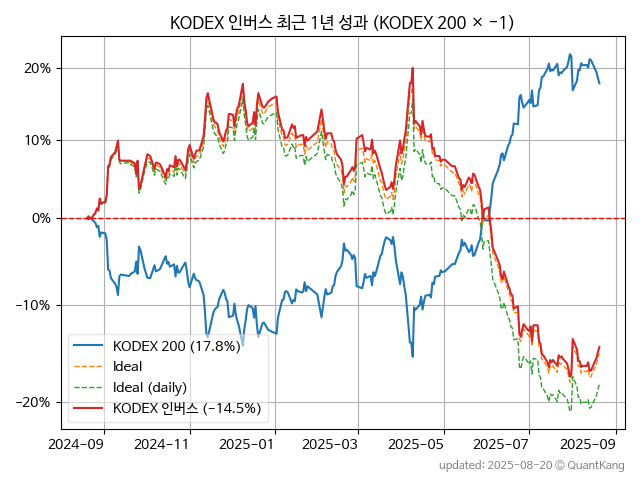 KODEX 인버스 최근 1년 성과 (KODEX 200 × −1)
20%
10%
0%
−10%
−20%
KODEX 200 (17.8%)
Ideal
Ideal (daily)
KODEX 인버스 (−14.5%)
2024-09 2024-11 2025-01 2025-03 2025-05 2025-07 2025-09
updated: 2025-08-20 © QuantKang